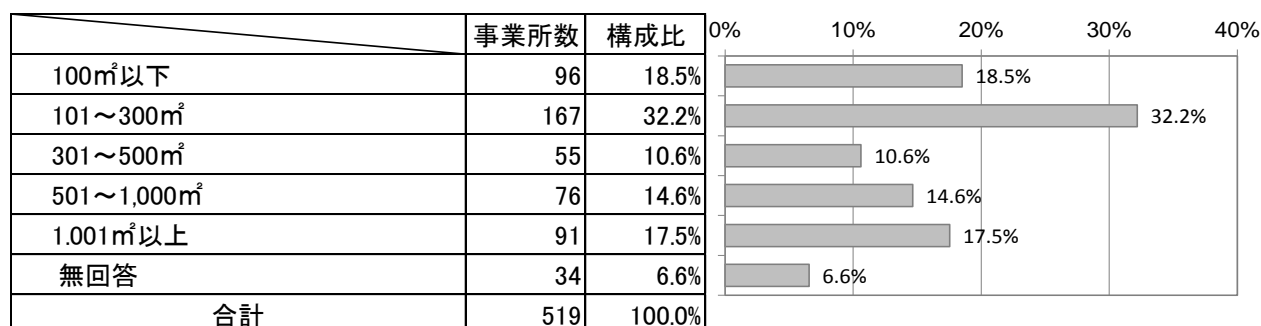 事業所数 構成比 0% 10% 20% 30% 40%
100㎡以下 96 18.5% 18.5%
101～300㎡ 167 32.2% 32.2%
301～500㎡ 55 10.6% 10.6%
501～1,000㎡ 76 14.6% 14.6%
1.001㎡以上 91 17.5% 17.5%
無回答 34 6.6% 6.6%
合計 519 100.0%